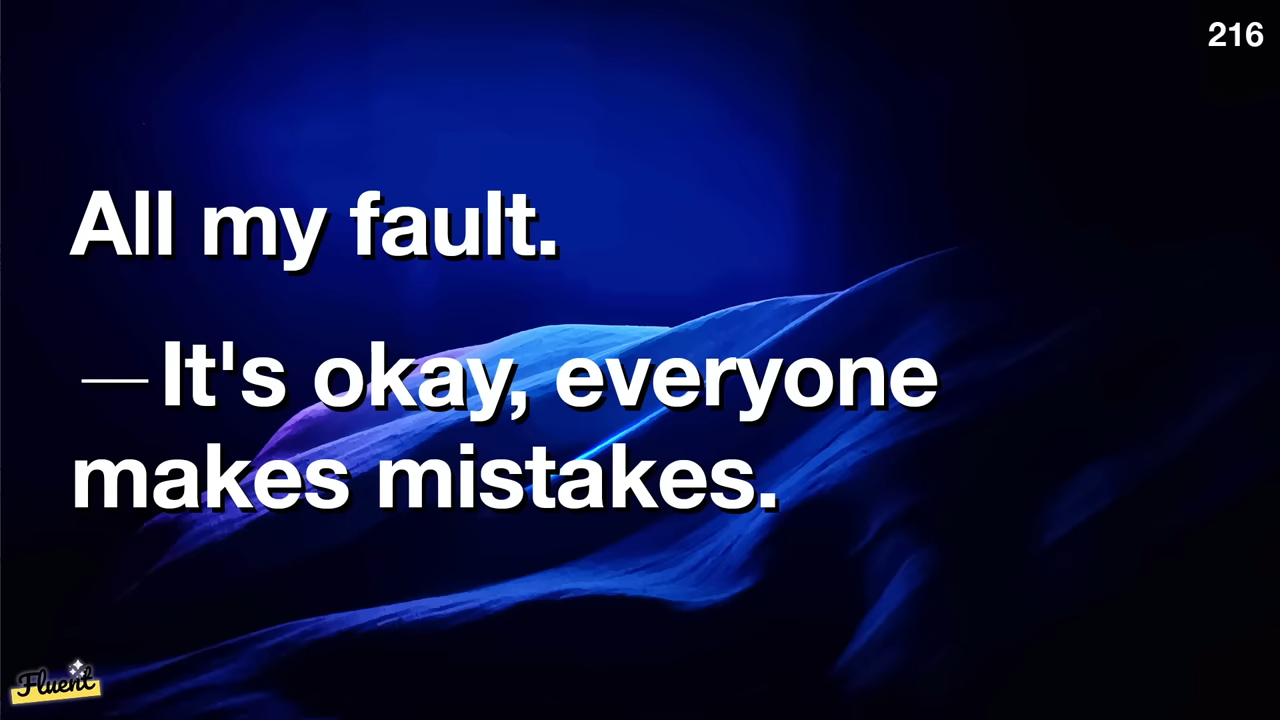 216
All my fault.
— It's okay, everyone
makes mistakes.
Fluent